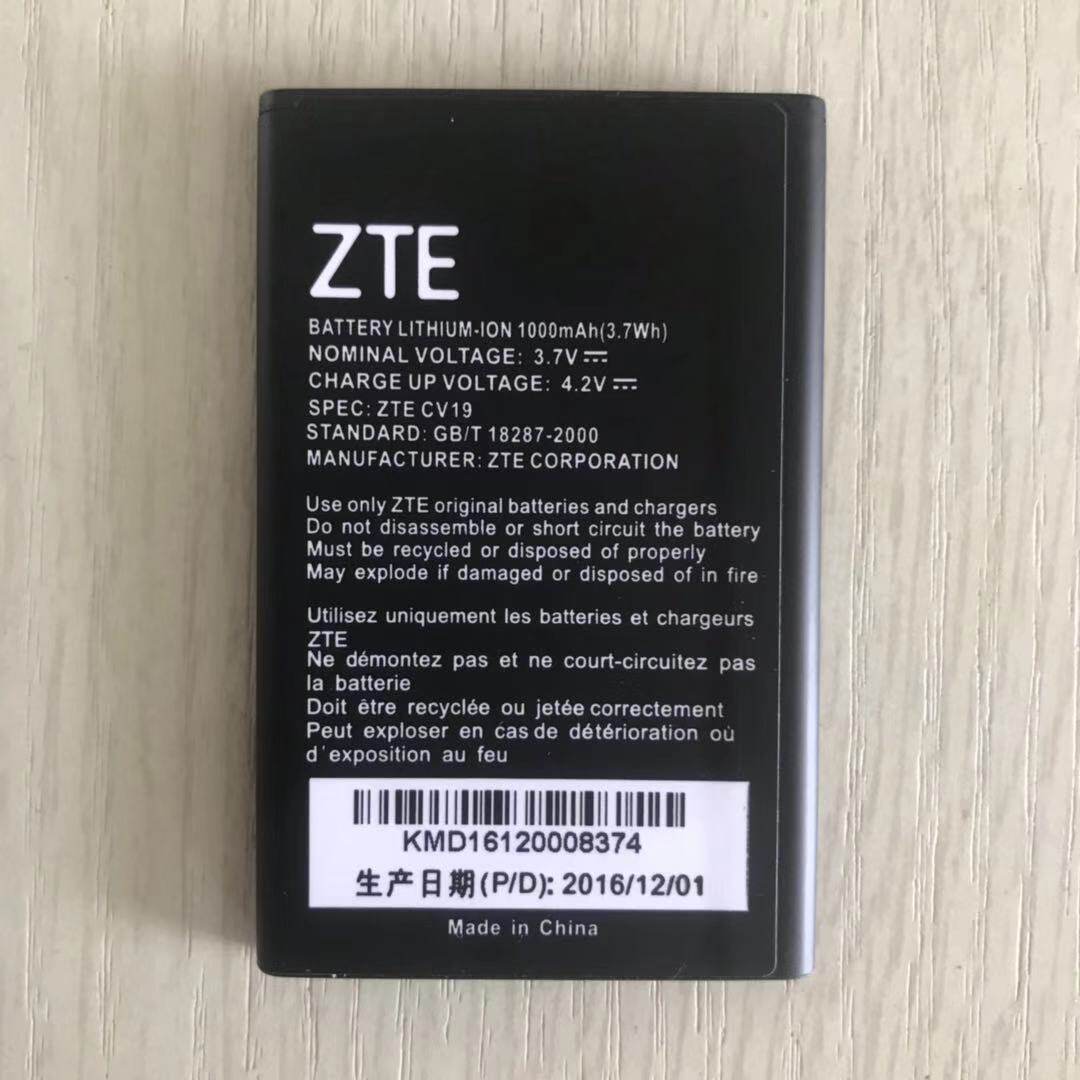 ZTE
BATTERY LITHIUM-ION 1000mAh(3.7Wh)
NOMINAL VOLTAGE: 3.7V ⎓
CHARGE UP VOLTAGE: 4.2V ⎓
SPEC: ZTE CV19
STANDARD: GB/T 18287-2000
MANUFACTURER: ZTE CORPORATION
Use only ZTE original batteries and chargers
Do not disassemble or short circuit the battery
Must be recycled or disposed of properly
May explode if damaged or disposed of in fire
Utilisez uniquement les batteries et chargeurs
ZTE
Ne démontez pas et ne court-circuitez pas
la batterie
Doit être recyclée ou jetée correctement
Peut exploser en cas de détérioration où
d'exposition au feu
KMD16120008374
生产日期(P/D): 2016/12/01
Made in China